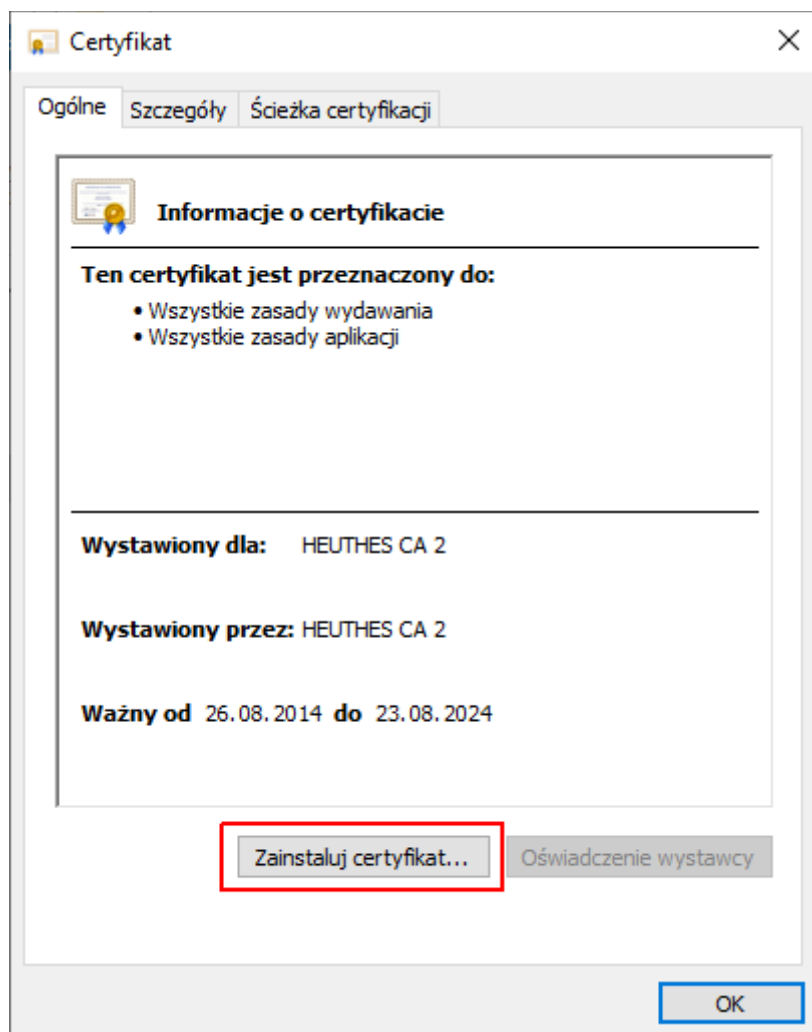 Certyfikat
Ogólne Szczegóły Ścieżka certyfikacji
Informacje o certyfikacie
Ten certyfikat jest przeznaczony do:
• Wszystkie zasady wydawania
• Wszystkie zasady aplikacji
Wystawiony dla: HEUTHES CA 2
Wystawiony przez: HEUTHES CA 2
Ważny od 26.08.2014 do 23.08.2024
Zainstaluj certyfikat... Oświadczenie wystawcy
OK